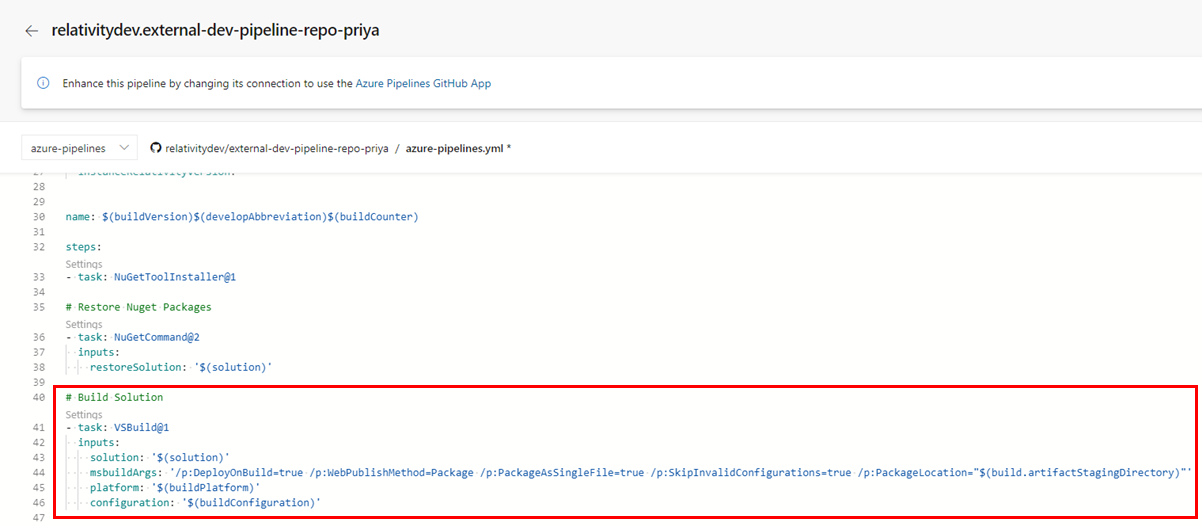 relativitydev.external-dev-pipeline-repo-priya
Enhance this pipeline by changing its connection to use the Azure Pipelines GitHub App
azure-pipelines
relativitydev/external-dev-pipeline-repo-priya / azure-pipelines.yml *
27 instanceRelativityVersion:
28
29
30 name: $(buildVersion)$(developAbbreviation)$(buildCounter)
31
32 steps:
Settings
33 - task: NuGetToolInstaller@1
34
35 # Restore Nuget Packages
Settings
36 - task: NuGetCommand@2
37 inputs:
38 restoreSolution: '$(solution)'
39
40 # Build Solution
Settings
41 - task: VSBuild@1
42 inputs:
43 solution: '$(solution)'
44 msbuildArgs: '/p:DeployOnBuild=true /p:WebPublishMethod=Package /p:PackageAsSingleFile=true /p:SkipInvalidConfigurations=true /p:PackageLocation="$(build.artifactStagingDirectory)"'
45 platform: '$(buildPlatform)'
46 configuration: '$(buildConfiguration)'
47